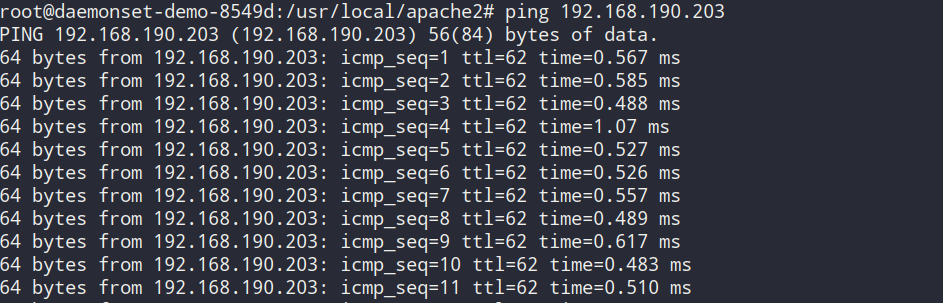 root@daemonset-demo-8549d:/usr/local/apache2# ping 192.168.190.203
PING 192.168.190.203 (192.168.190.203) 56(84) bytes of data.
64 bytes from 192.168.190.203: icmp_seq=1 ttl=62 time=0.567 ms
64 bytes from 192.168.190.203: icmp_seq=2 ttl=62 time=0.585 ms
64 bytes from 192.168.190.203: icmp_seq=3 ttl=62 time=0.488 ms
64 bytes from 192.168.190.203: icmp_seq=4 ttl=62 time=1.07 ms
64 bytes from 192.168.190.203: icmp_seq=5 ttl=62 time=0.527 ms
64 bytes from 192.168.190.203: icmp_seq=6 ttl=62 time=0.526 ms
64 bytes from 192.168.190.203: icmp_seq=7 ttl=62 time=0.557 ms
64 bytes from 192.168.190.203: icmp_seq=8 ttl=62 time=0.489 ms
64 bytes from 192.168.190.203: icmp_seq=9 ttl=62 time=0.617 ms
64 bytes from 192.168.190.203: icmp_seq=10 ttl=62 time=0.483 ms
64 bytes from 192.168.190.203: icmp_seq=11 ttl=62 time=0.510 ms